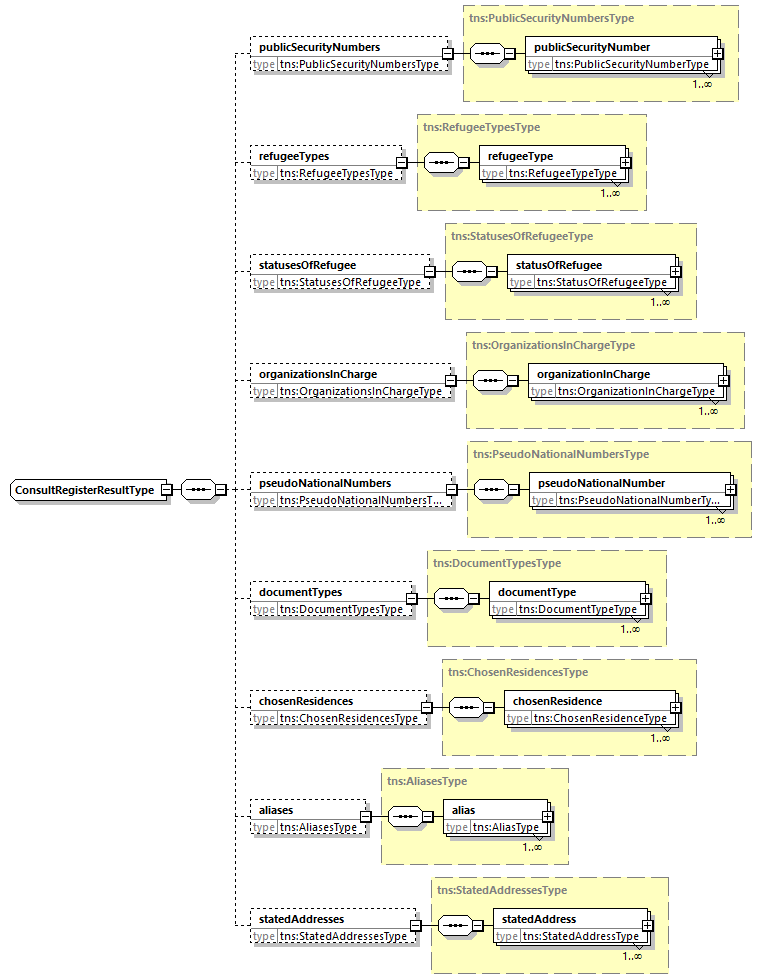 tns:PublicSecurityNumbersType
publicSecurityNumbers
type tns:PublicSecurityNumbersType
publicSecurityNumber
type tns:PublicSecurityNumberType
1..∞
tns:RefugeeTypesType
refugeeTypes
type tns:RefugeeTypesType
refugeeType
type tns:RefugeeTypeType
1..∞
tns:StatusesOfRefugeeType
statusesOfRefugee
type tns:StatusesOfRefugeeType
statusOfRefugee
type tns:StatusOfRefugeeType
1..∞
tns:OrganizationsInChargeType
organizationsInCharge
type tns:OrganizationsInChargeType
organizationInCharge
type tns:OrganizationInChargeType
1..∞
ConsultRegisterResultType
tns:PseudoNationalNumbersType
pseudoNationalNumbers
type tns:PseudoNationalNumbersT...
pseudoNationalNumber
type tns:PseudoNationalNumberTy...
1..∞
tns:DocumentTypesType
documentTypes
type tns:DocumentTypesType
documentType
type tns:DocumentTypeType
1..∞
tns:ChosenResidencesType
chosenResidences
type tns:ChosenResidencesType
chosenResidence
type tns:ChosenResidenceType
1..∞
tns:AliasesType
aliases
type tns:AliasesType
alias
type tns:AliasType
1..∞
tns:StatedAddressesType
statedAddresses
type tns:StatedAddressesType
statedAddress
type tns:StatedAddressType
1..∞